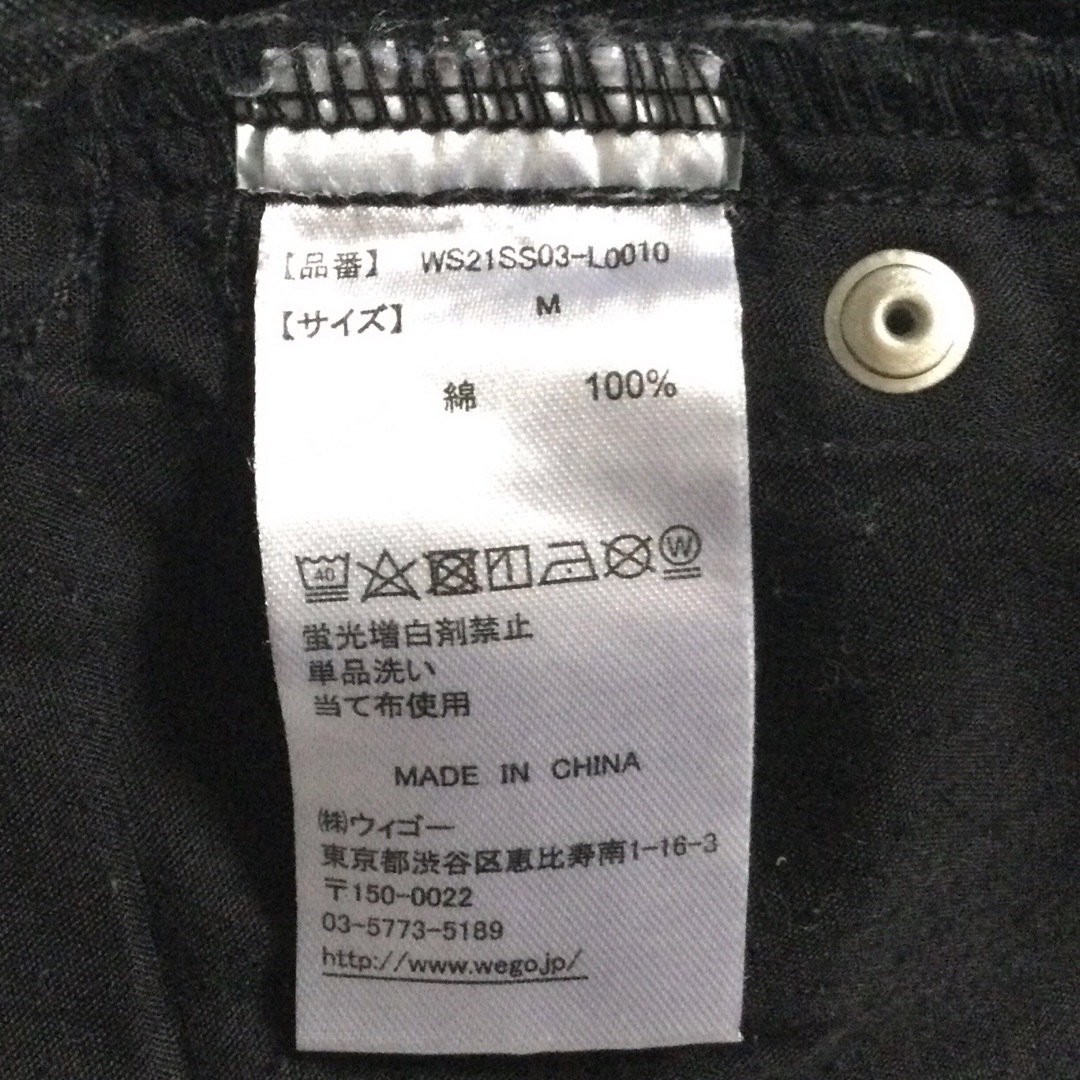 【品番】 WS21SS03-L0010
【サイズ】 M
綿 100%
40 W
蛍光増白剤禁止
単品洗い
当て布使用
MADE IN CHINA
㈱ウィゴー
東京都渋谷区恵比寿南1-16-3
〒150-0022
03-5773-5189
http://www.wego.jp/